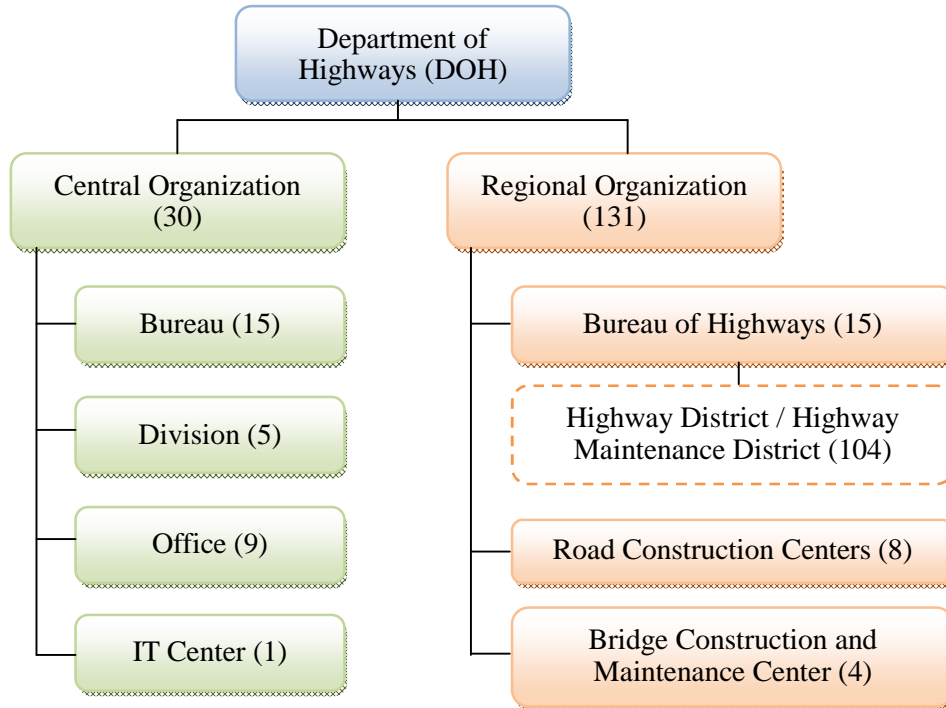 Department of
Highways (DOH)
Central Organization
(30)
Regional Organization
(131)
Bureau (15)
Division (5)
Office (9)
IT Center (1)
Bureau of Highways (15)
Highway District / Highway
Maintenance District (104)
Road Construction Centers (8)
Bridge Construction and
Maintenance Center (4)